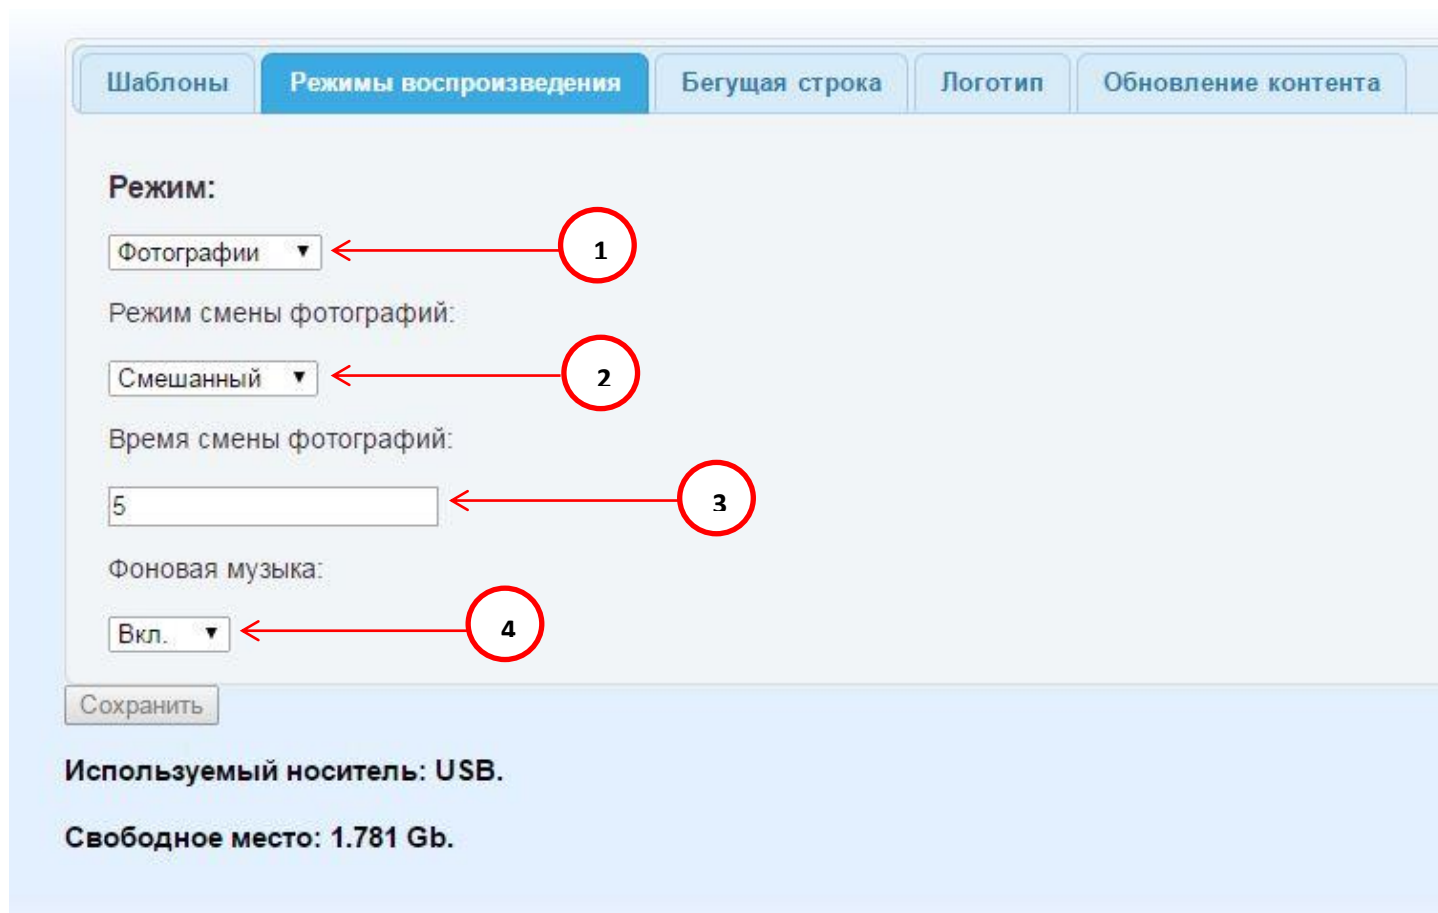 Шаблоны Режимы воспроизведения Бегущая строка Логотип Обновление контента
Режим:
Фотографии
1
Режим смены фотографий:
Смешанный
2
Время смены фотографий:
5
3
Фоновая музыка:
Вкл.
4
Сохранить
Используемый носитель: USB.
Свободное место: 1.781 Gb.